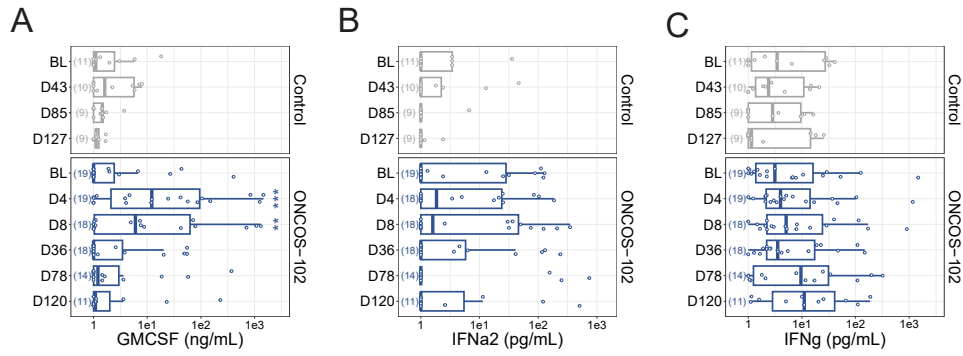 A
BL (11)
D43 (10)
D85 (9)
D127 (9)
Control
BL (19)
D4 (19) ***
D8 (18) **
D36 (18)
D78 (14)
D120 (11)
ONCOS-102
1 1e1 1e2 1e3
GMCSF (ng/mL)
B
BL (11)
D43 (10)
D85 (9)
D127 (9)
Control
BL (19)
D4 (18)
D8 (18)
D36 (18)
D78 (14)
D120 (11)
ONCOS-102
1 1e1 1e2 1e3
IFNa2 (pg/mL)
C
BL (11)
D43 (10)
D85 (9)
D127 (9)
Control
BL (19)
D4 (19)
D8 (18)
D36 (18)
D78 (14)
D120 (11)
ONCOS-102
1 1e1 1e2 1e3
IFNg (pg/mL)